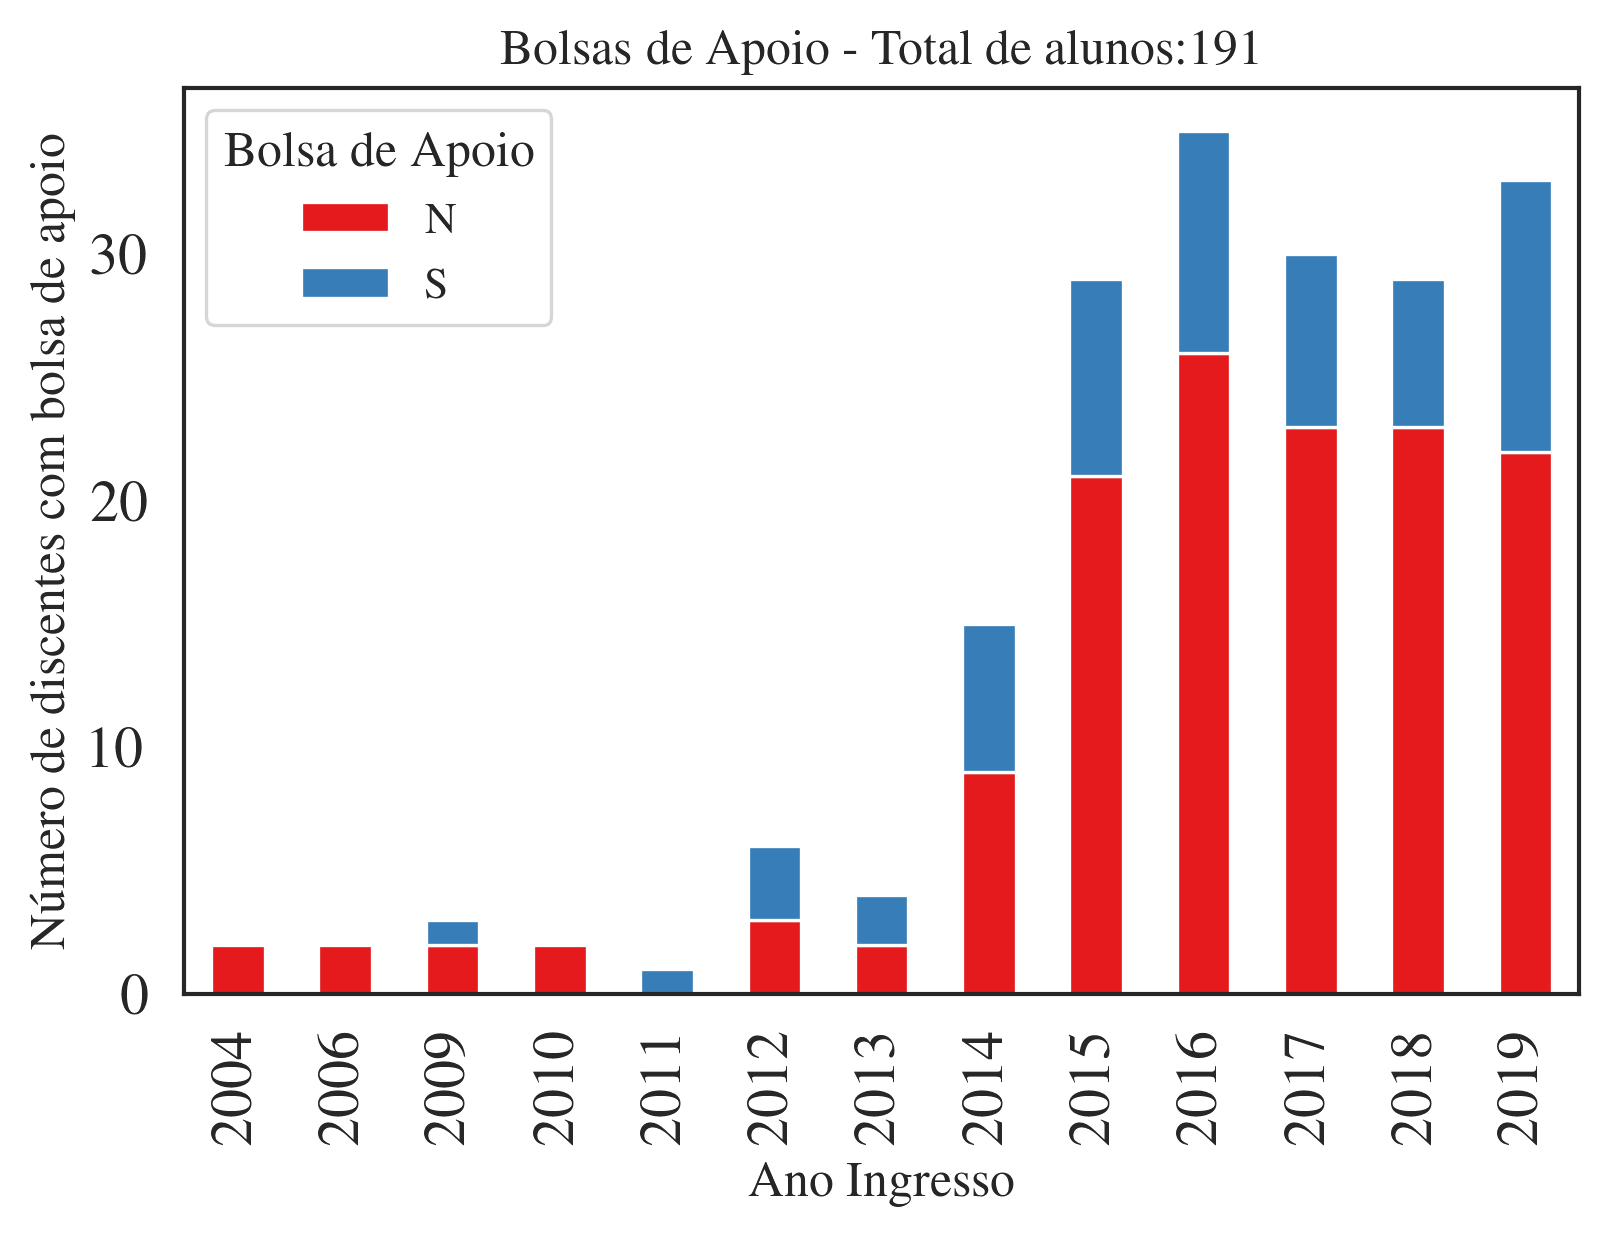 Bolsas de Apoio - Total de alunos:191
Bolsa de Apoio
N
S
Número de discentes com bolsa de apoio
30
20
10
0
2004
2006
2009
2010
2011
2012
2013
2014
2015
2016
2017
2018
2019
Ano Ingresso